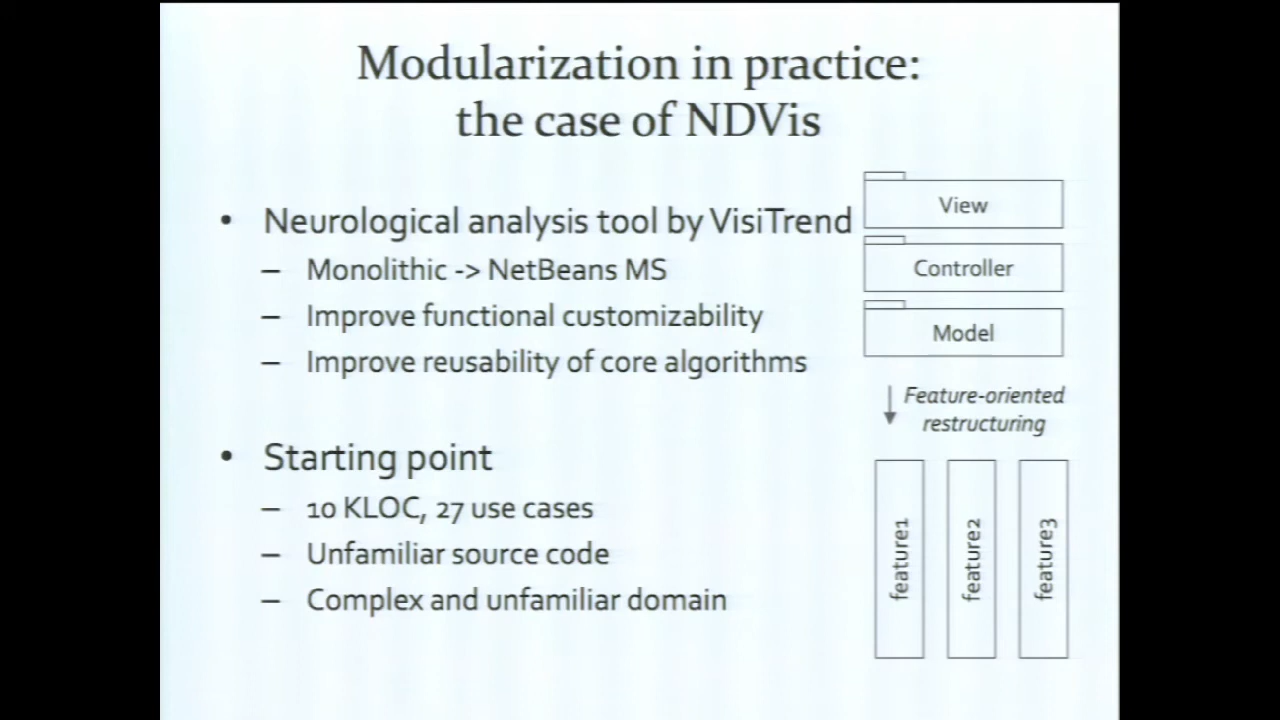 Modularization in practice:
the case of NDVis
• Neurological analysis tool by VisiTrend
– Monolithic -> NetBeans MS
– Improve functional customizability
– Improve reusability of core algorithms
• Starting point
– 10 KLOC, 27 use cases
– Unfamiliar source code
– Complex and unfamiliar domain
View
Controller
Model
Feature-oriented
restructuring
feature1
feature2
feature3